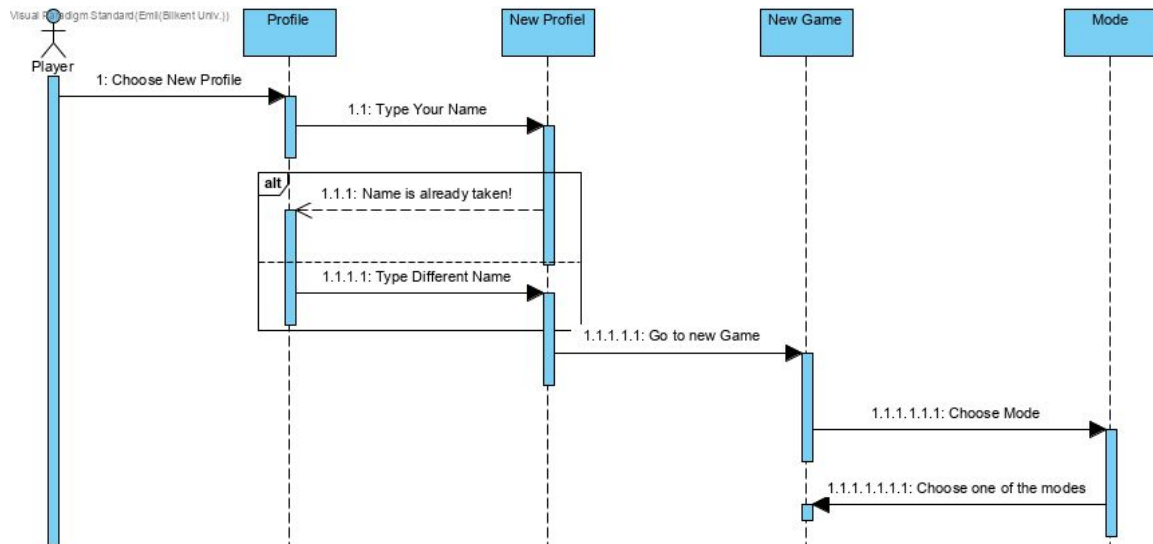 Visual Paradigm Standard(Emli(Bilkent Univ.))
Player
Profile
New Profiel
New Game
Mode
1: Choose New Profile
1.1: Type Your Name
alt
1.1.1: Name is already taken!
1.1.1.1: Type Different Name
1.1.1.1.1: Go to new Game
1.1.1.1.1.1: Choose Mode
1.1.1.1.1.1.1: Choose one of the modes